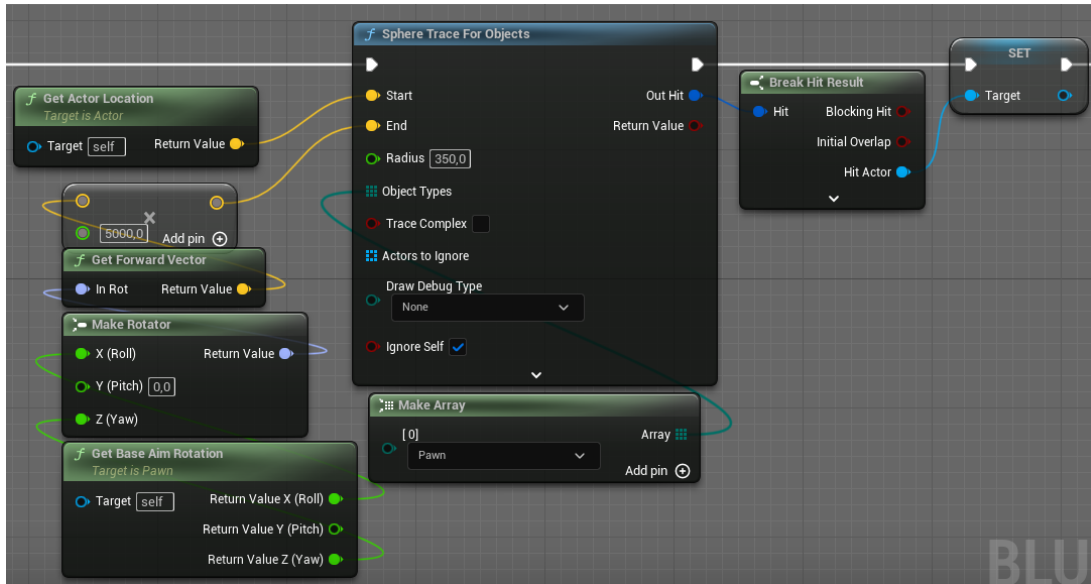 Get Actor Location
Target is Actor
Target self Return Value
5000,0 Add pin
Get Forward Vector
In Rot Return Value
Make Rotator
X (Roll) Return Value
Y (Pitch) 0,0
Z (Yaw)
Get Base Aim Rotation
Target is Pawn
Target self Return Value X (Roll)
Return Value Y (Pitch)
Return Value Z (Yaw)
Sphere Trace For Objects
Start Out Hit
End Return Value
Radius 350,0
Object Types
Trace Complex
Actors to Ignore
Draw Debug Type
None
Ignore Self
Make Array
[0] Array
Pawn
Add pin
Break Hit Result
Hit Blocking Hit
Initial Overlap
Hit Actor
SET
Target
BLU